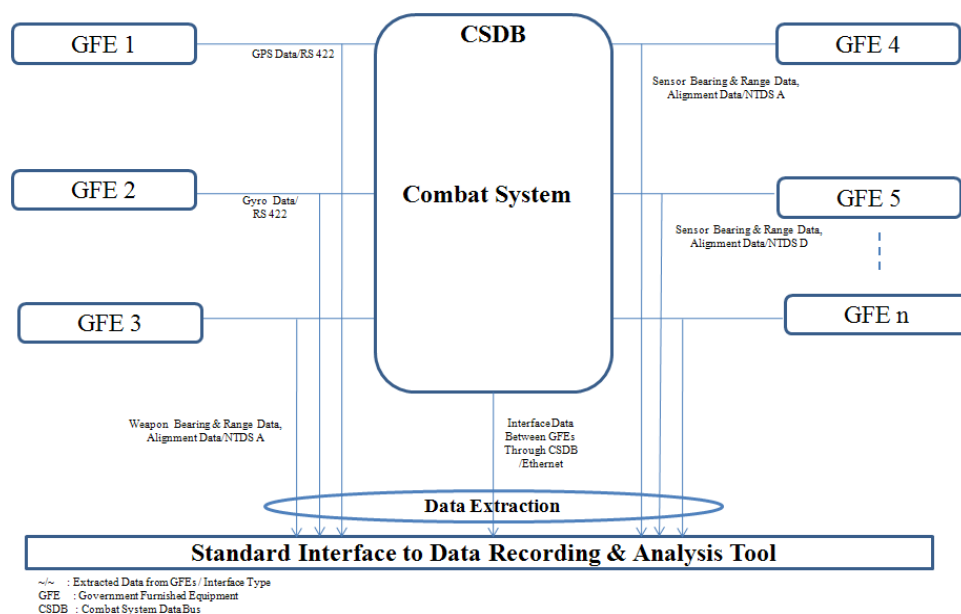 GFE 1
GPS Data/RS 422
CSDB
GFE 4
Sensor Bearing & Range Data,
Alignment Data/NTDS A
GFE 2
Gyro Data/
RS 422
Combat System
GFE 5
Sensor Bearing & Range Data,
Alignment Data/NTDS D
GFE 3
GFE n
Weapon Bearing & Range Data,
Alignment Data/NTDS A
Interface Data
Between GFEs
Through CSDB
/Ethernet
Data Extraction
Standard Interface to Data Recording & Analysis Tool
~/~ : Extracted Data from GFEs / Interface Type
GFE : Government Furnished Equipment
CSDB : Combat System Data Bus